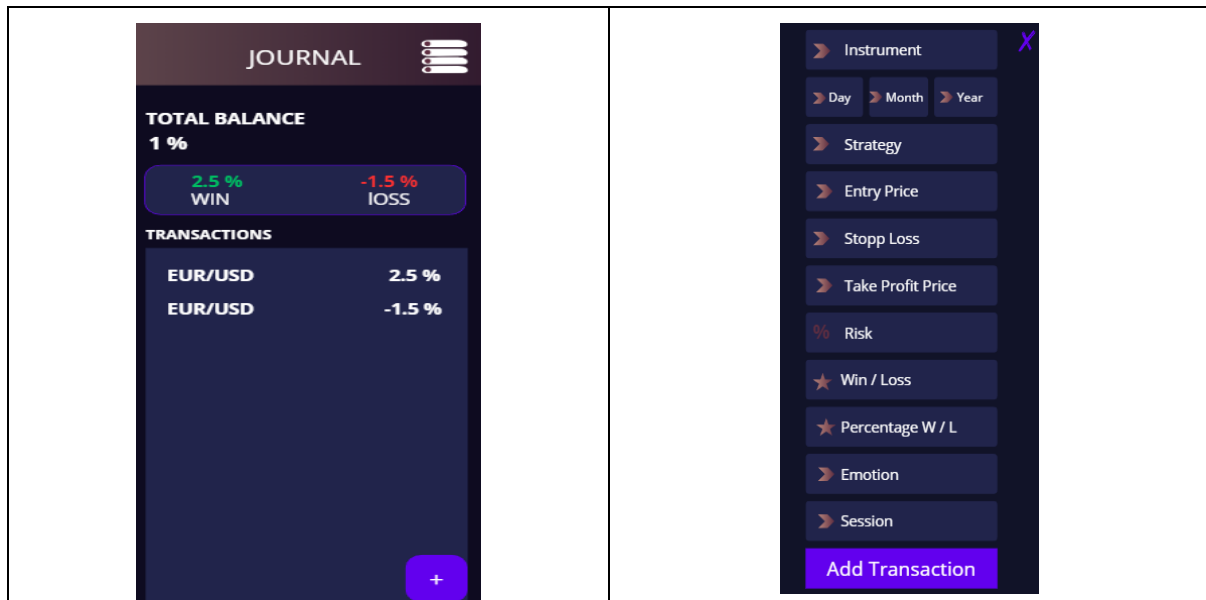 JOURNAL
TOTAL BALANCE
1 %
2.5 % -1.5 %
WIN lOSS
TRANSACTIONS
EUR/USD 2.5 %
EUR/USD -1.5 %
+
X
Instrument
Day Month Year
Strategy
Entry Price
Stopp Loss
Take Profit Price
% Risk
Win / Loss
Percentage W / L
Emotion
Session
Add Transaction